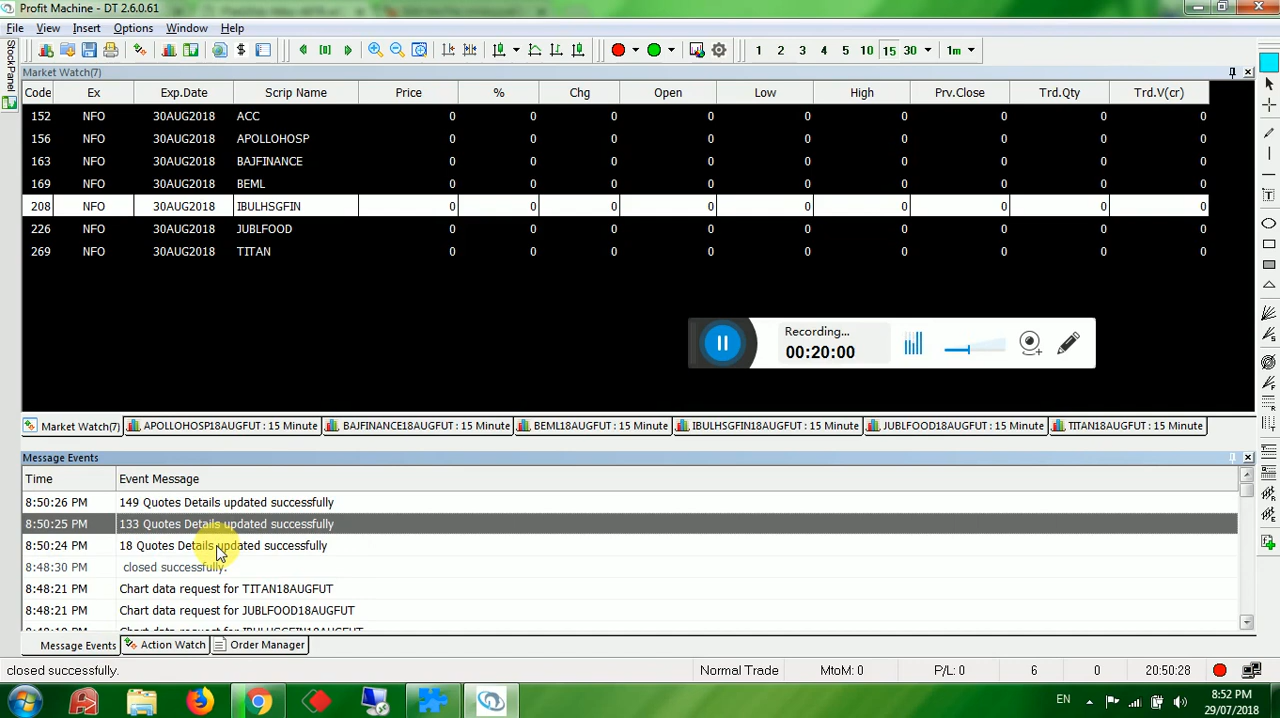 Profit Machine - DT 2.6.0.61
File View Insert Options Window Help
1 2 3 4 5 10 15 30 1m
StockPanel
Market Watch(7)
Code Ex Exp.Date Scrip Name Price % Chg Open Low High Prv.Close Trd.Qty Trd.V(cr)
152 NFO 30AUG2018 ACC 0 0 0 0 0 0 0 0 0
156 NFO 30AUG2018 APOLLOHOSP 0 0 0 0 0 0 0 0 0
163 NFO 30AUG2018 BAJFINANCE 0 0 0 0 0 0 0 0 0
169 NFO 30AUG2018 BEML 0 0 0 0 0 0 0 0 0
208 NFO 30AUG2018 IBULHSGFIN 0 0 0 0 0 0 0 0 0
226 NFO 30AUG2018 JUBLFOOD 0 0 0 0 0 0 0 0 0
269 NFO 30AUG2018 TITAN 0 0 0 0 0 0 0 0 0
Recording...
00:20:00
Market Watch(7) APOLLOHOSP18AUGFUT : 15 Minute BAJFINANCE18AUGFUT : 15 Minute BEML18AUGFUT : 15 Minute IBULHSGFIN18AUGFUT : 15 Minute JUBLFOOD18AUGFUT : 15 Minute TITAN18AUGFUT : 15 Minute
Message Events
Time Event Message
8:50:26 PM 149 Quotes Details updated successfully
8:50:25 PM 133 Quotes Details updated successfully
8:50:24 PM 18 Quotes Details updated successfully
8:48:30 PM closed successfully.
8:48:21 PM Chart data request for TITAN18AUGFUT
8:48:21 PM Chart data request for JUBLFOOD18AUGFUT
8:48:19 PM Chart data request for IBULHSGFIN18AUGFUT
Message Events Action Watch Order Manager
closed successfully. Normal Trade MtoM: 0 P/L: 0 6 0 20:50:28
EN 8:52 PM
29/07/2018